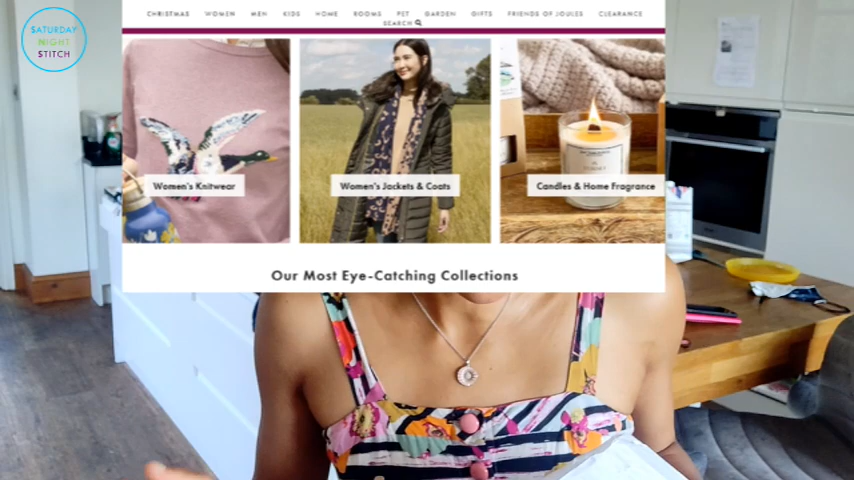 SATURDAY
NIGHT
STITCH
CHRISTMAS WOMEN MEN KIDS HOME ROOMS PET GARDEN GIFTS FRIENDS OF JOULES CLEARANCE
SEARCH
Women's Knitwear
Women's Jackets & Coats
Candles & Home Fragrance
Our Most Eye-Catching Collections